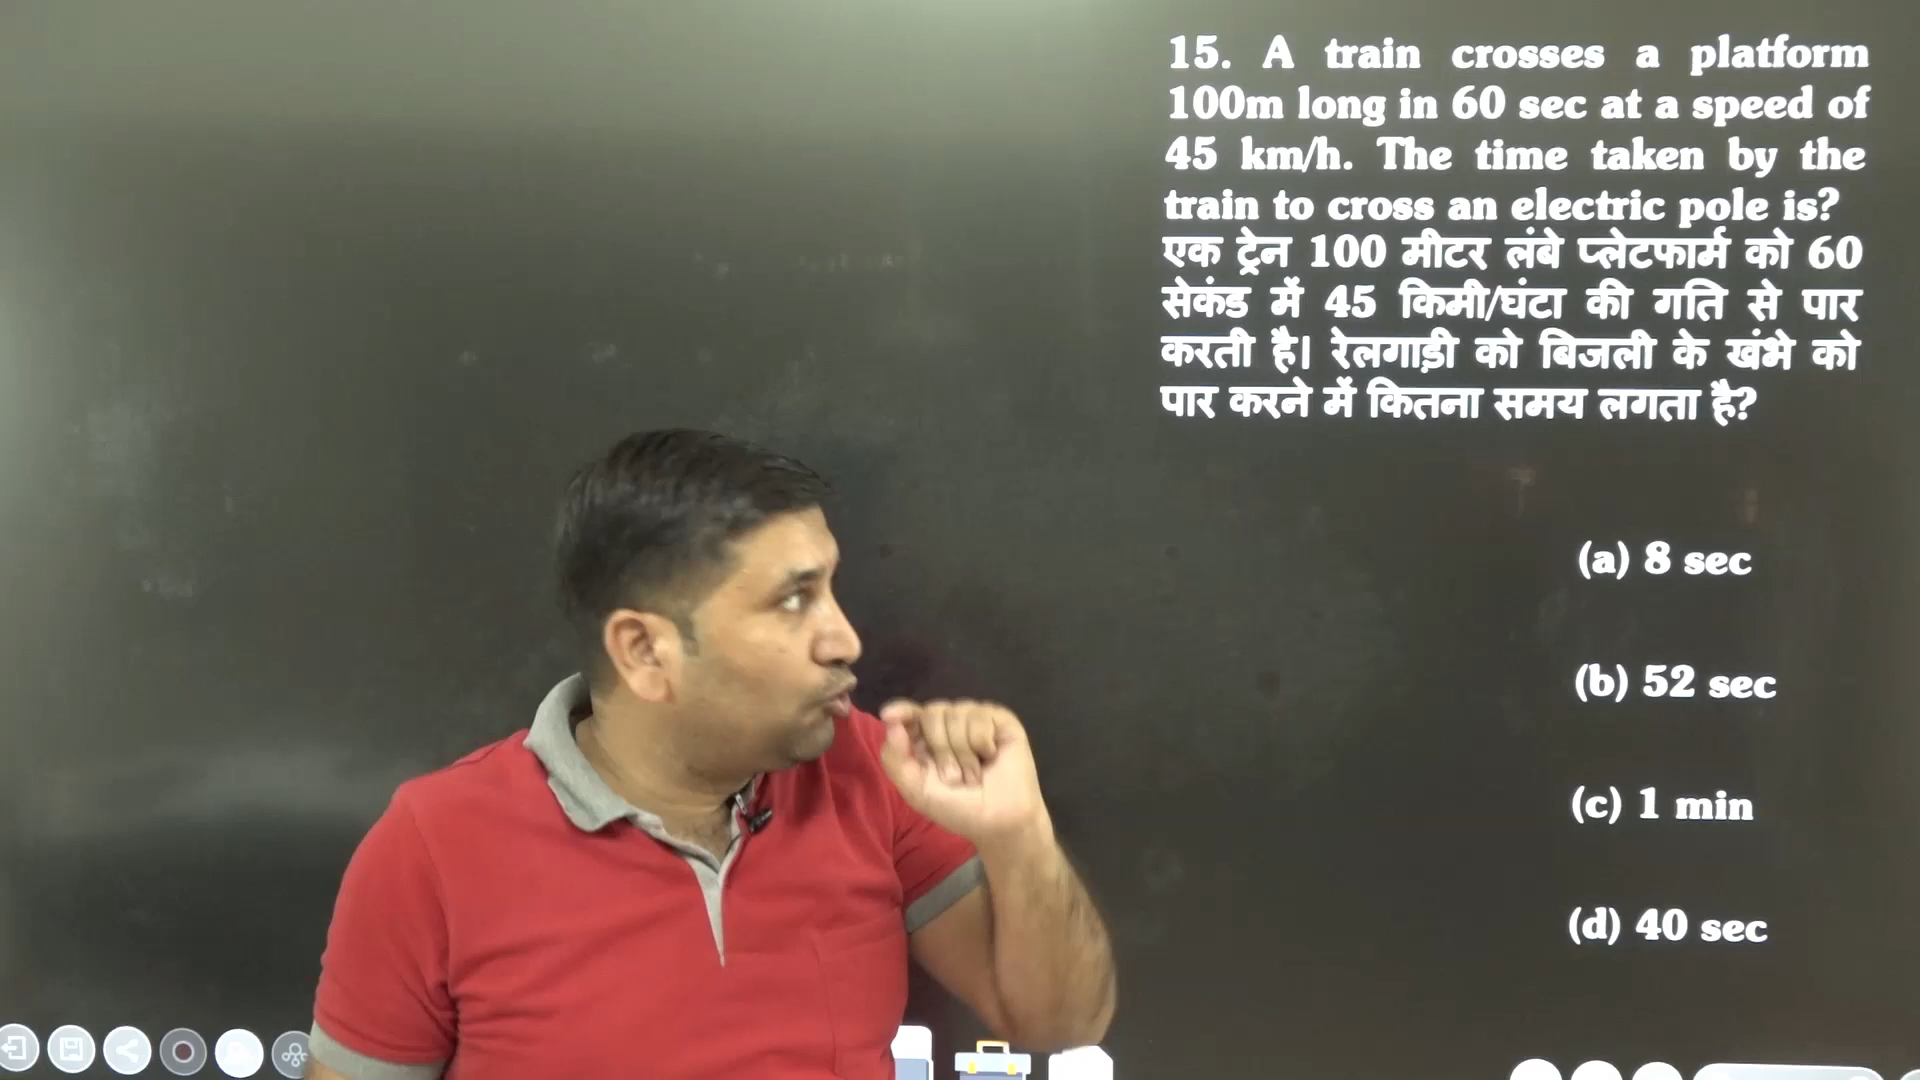 15. A train crosses a platform
100m long in 60 sec at a speed of
45 km/h. The time taken by the
train to cross an electric pole is?
एक ट्रेन 100 मीटर लंबे प्लेटफार्म को 60
सेकंड में 45 किमी/घंटा की गति से पार
करती है। रेलगाड़ी को बिजली के खंभे को
पार करने में कितना समय लगता है?
(a) 8 sec
(b) 52 sec
(c) 1 min
(d) 40 sec